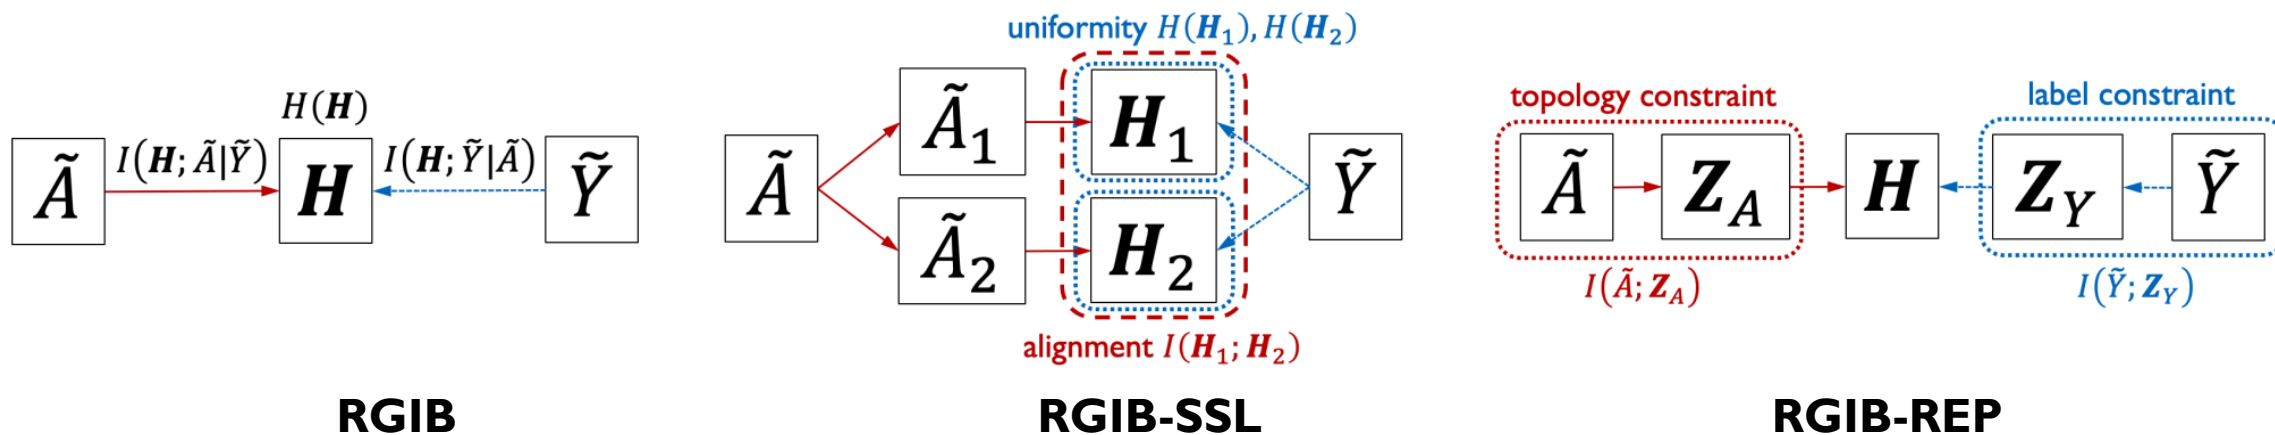 H(H)
Ã I(H; Ã|Ỹ) H I(H; Ỹ|Ã) Ỹ
RGIB
uniformity H(H₁), H(H₂)
Ã₁ H₁
Ã Ỹ
Ã₂ H₂
alignment I(H₁; H₂)
RGIB-SSL
topology constraint label constraint
Ã Z_A H Z_Y Ỹ
I(Ã; Z_A) I(Ỹ; Z_Y)
RGIB-REP